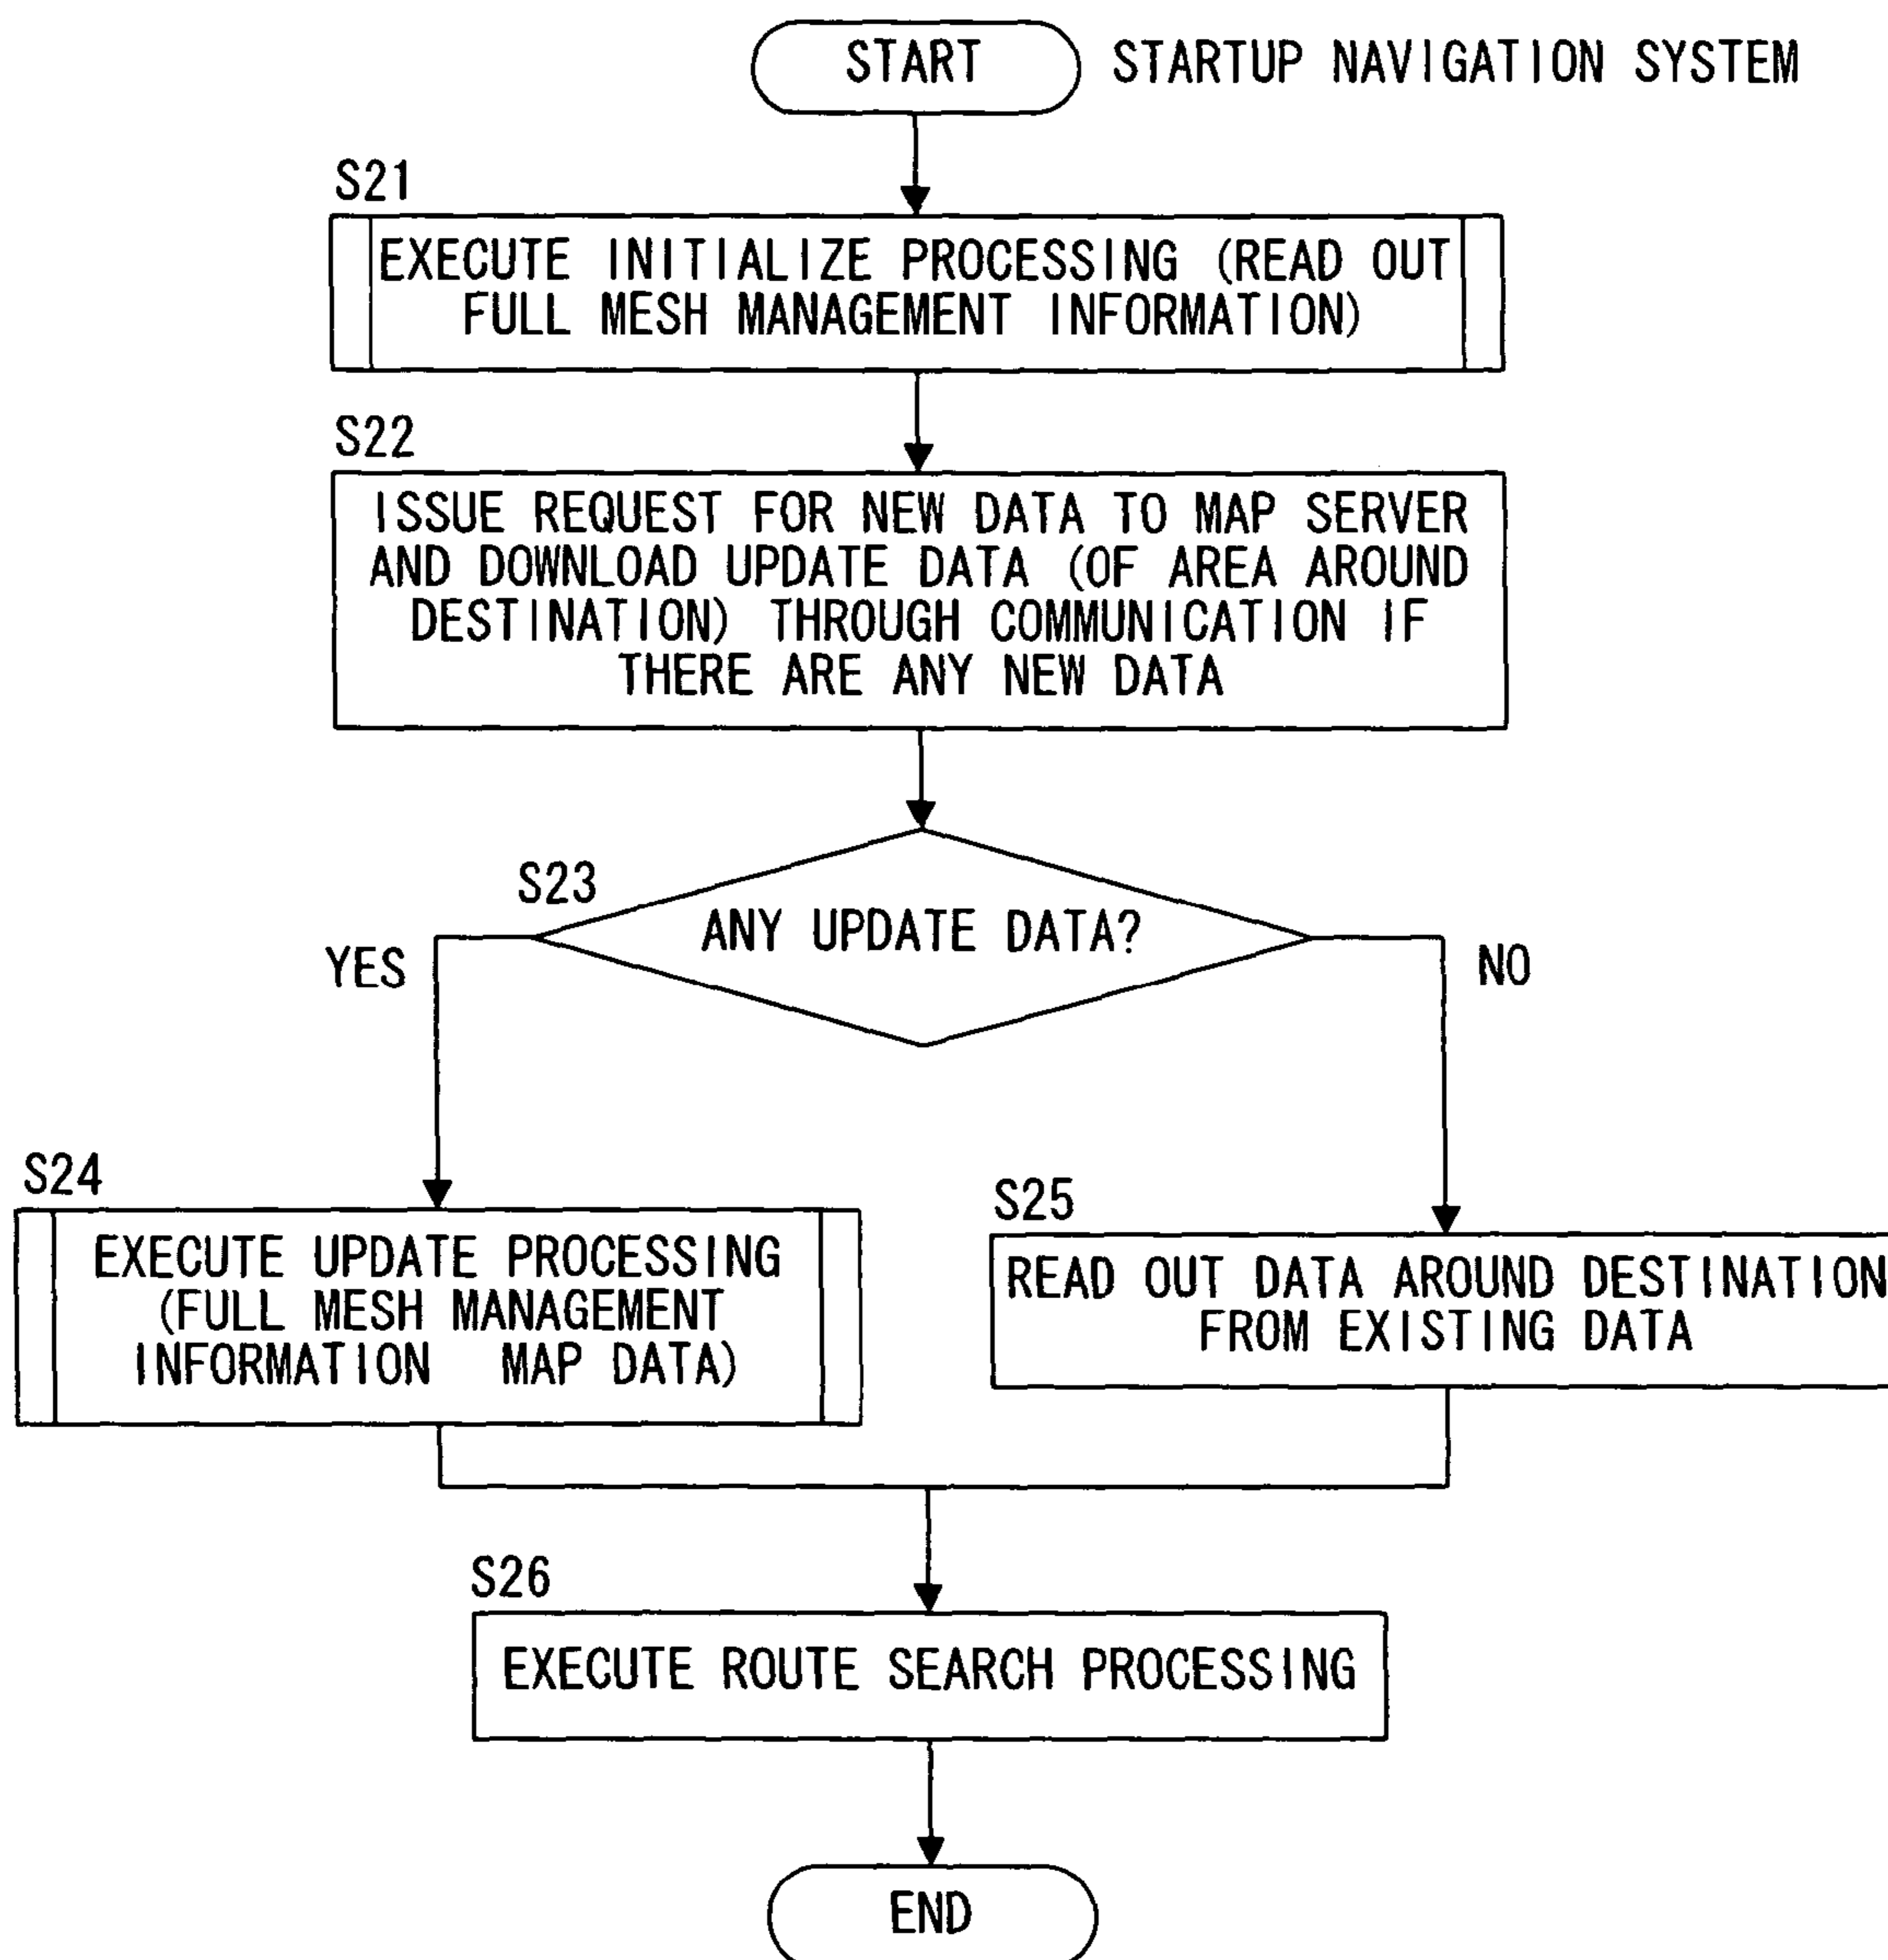 START
STARTUP NAVIGATION SYSTEM
S21
EXECUTE INITIALIZE PROCESSING (READ OUT
FULL MESH MANAGEMENT INFORMATION)
S22
ISSUE REQUEST FOR NEW DATA TO MAP SERVER
AND DOWNLOAD UPDATE DATA (OF AREA AROUND
DESTINATION) THROUGH COMMUNICATION IF
THERE ARE ANY NEW DATA
S23
ANY UPDATE DATA?
YES
NO
S24
EXECUTE UPDATE PROCESSING
(FULL MESH MANAGEMENT
INFORMATION MAP DATA)
S25
READ OUT DATA AROUND DESTINATION
FROM EXISTING DATA
S26
EXECUTE ROUTE SEARCH PROCESSING
END